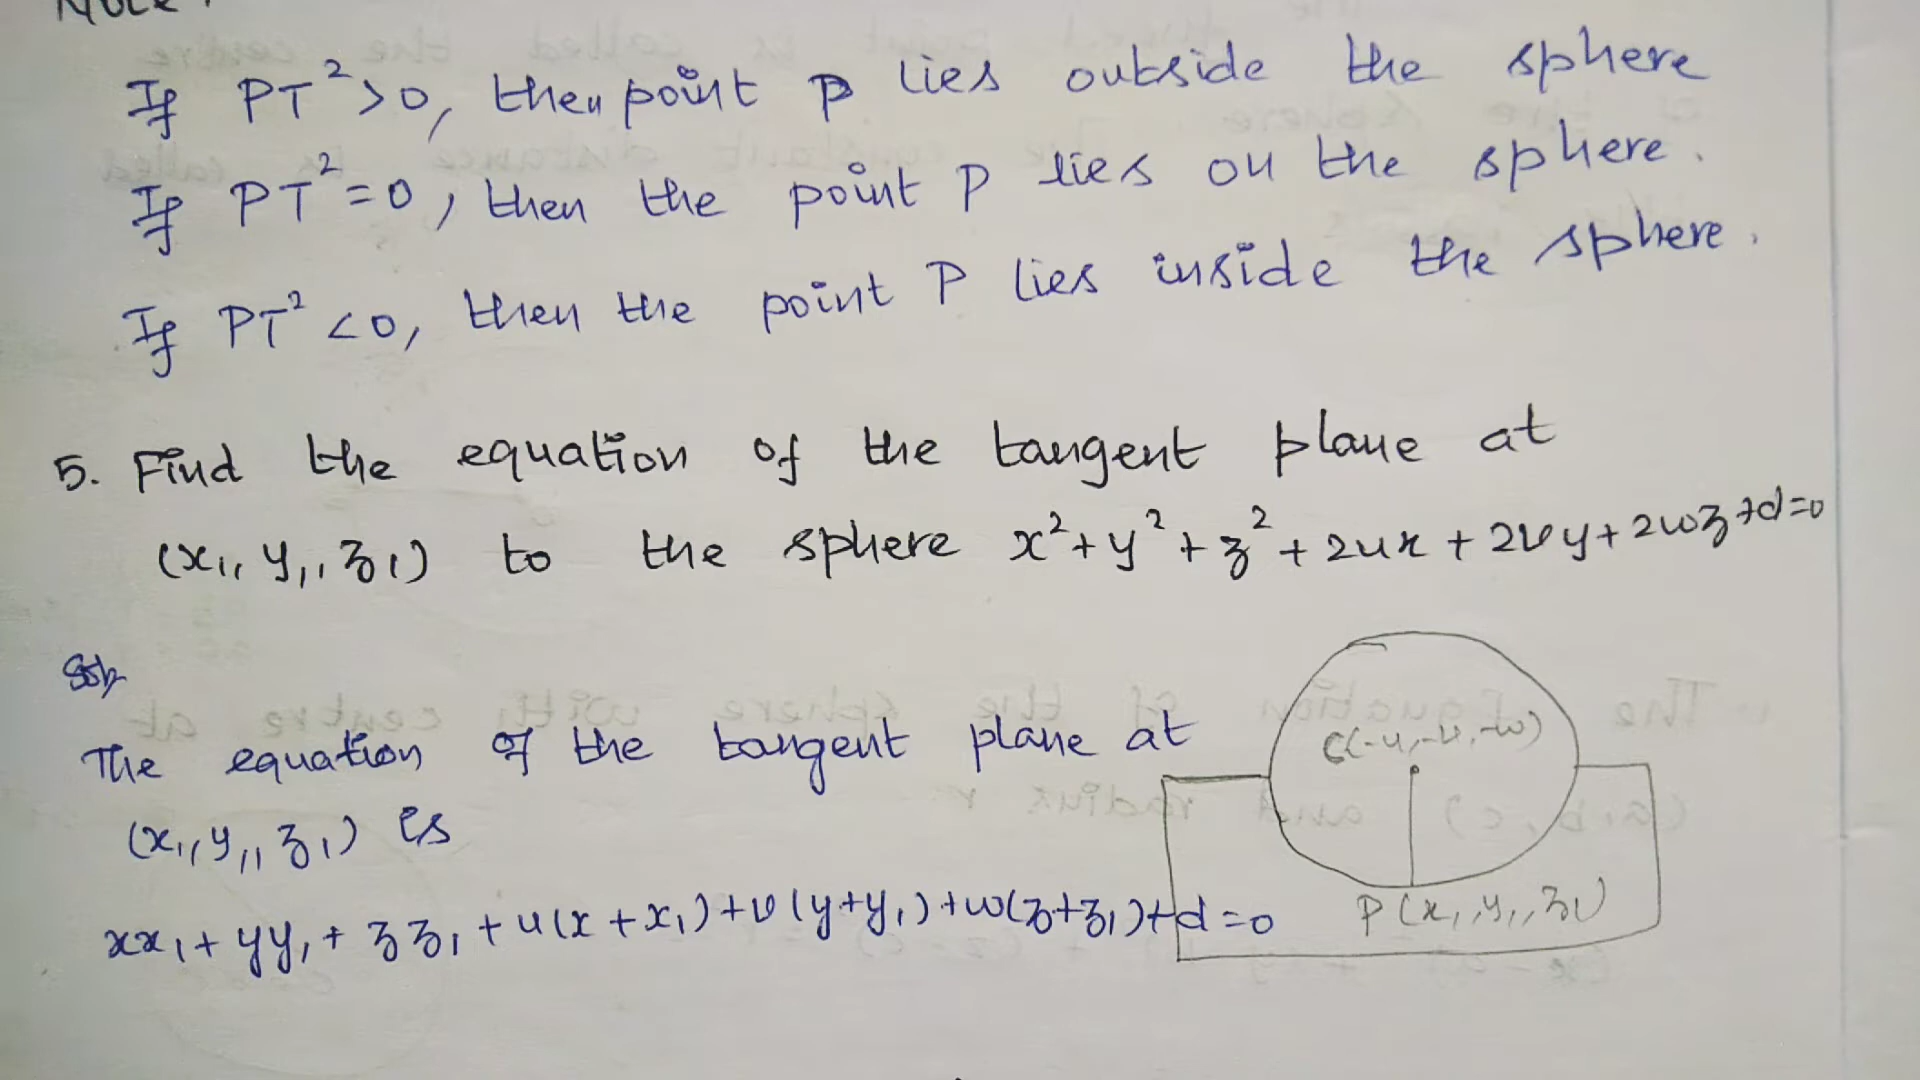 Note:
If PT² > 0, then point P lies outside the sphere
If PT² = 0, then the point P lies on the sphere.
If PT² < 0, then the point P lies inside the sphere.
5. Find the equation of the tangent plane at
(x₁, y₁, z₁) to the sphere x² + y² + z² + 2ux + 2vy + 2wz + d = 0
Soln
The equation of the tangent plane at
(x₁, y₁, z₁) is
xx₁ + yy₁ + zz₁ + u(x + x₁) + v(y + y₁) + w(z + z₁) + d = 0
C(-u, -v, -w)
P(x₁, y₁, z₁)